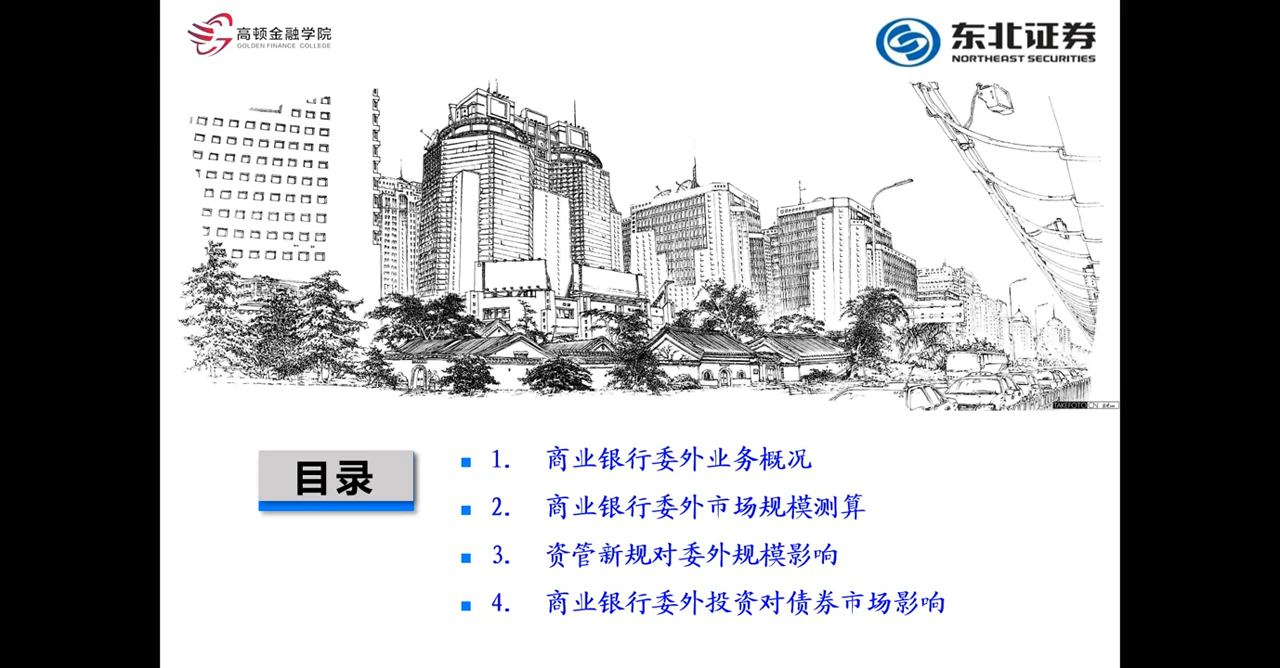 高顿金融学院
GOLDEN FINANCE COLLEGE
东北证券
NORTHEAST SECURITIES
目录
1. 商业银行委外业务概况
2. 商业银行委外市场规模测算
3. 资管新规对委外规模影响
4. 商业银行委外投资对债券市场影响